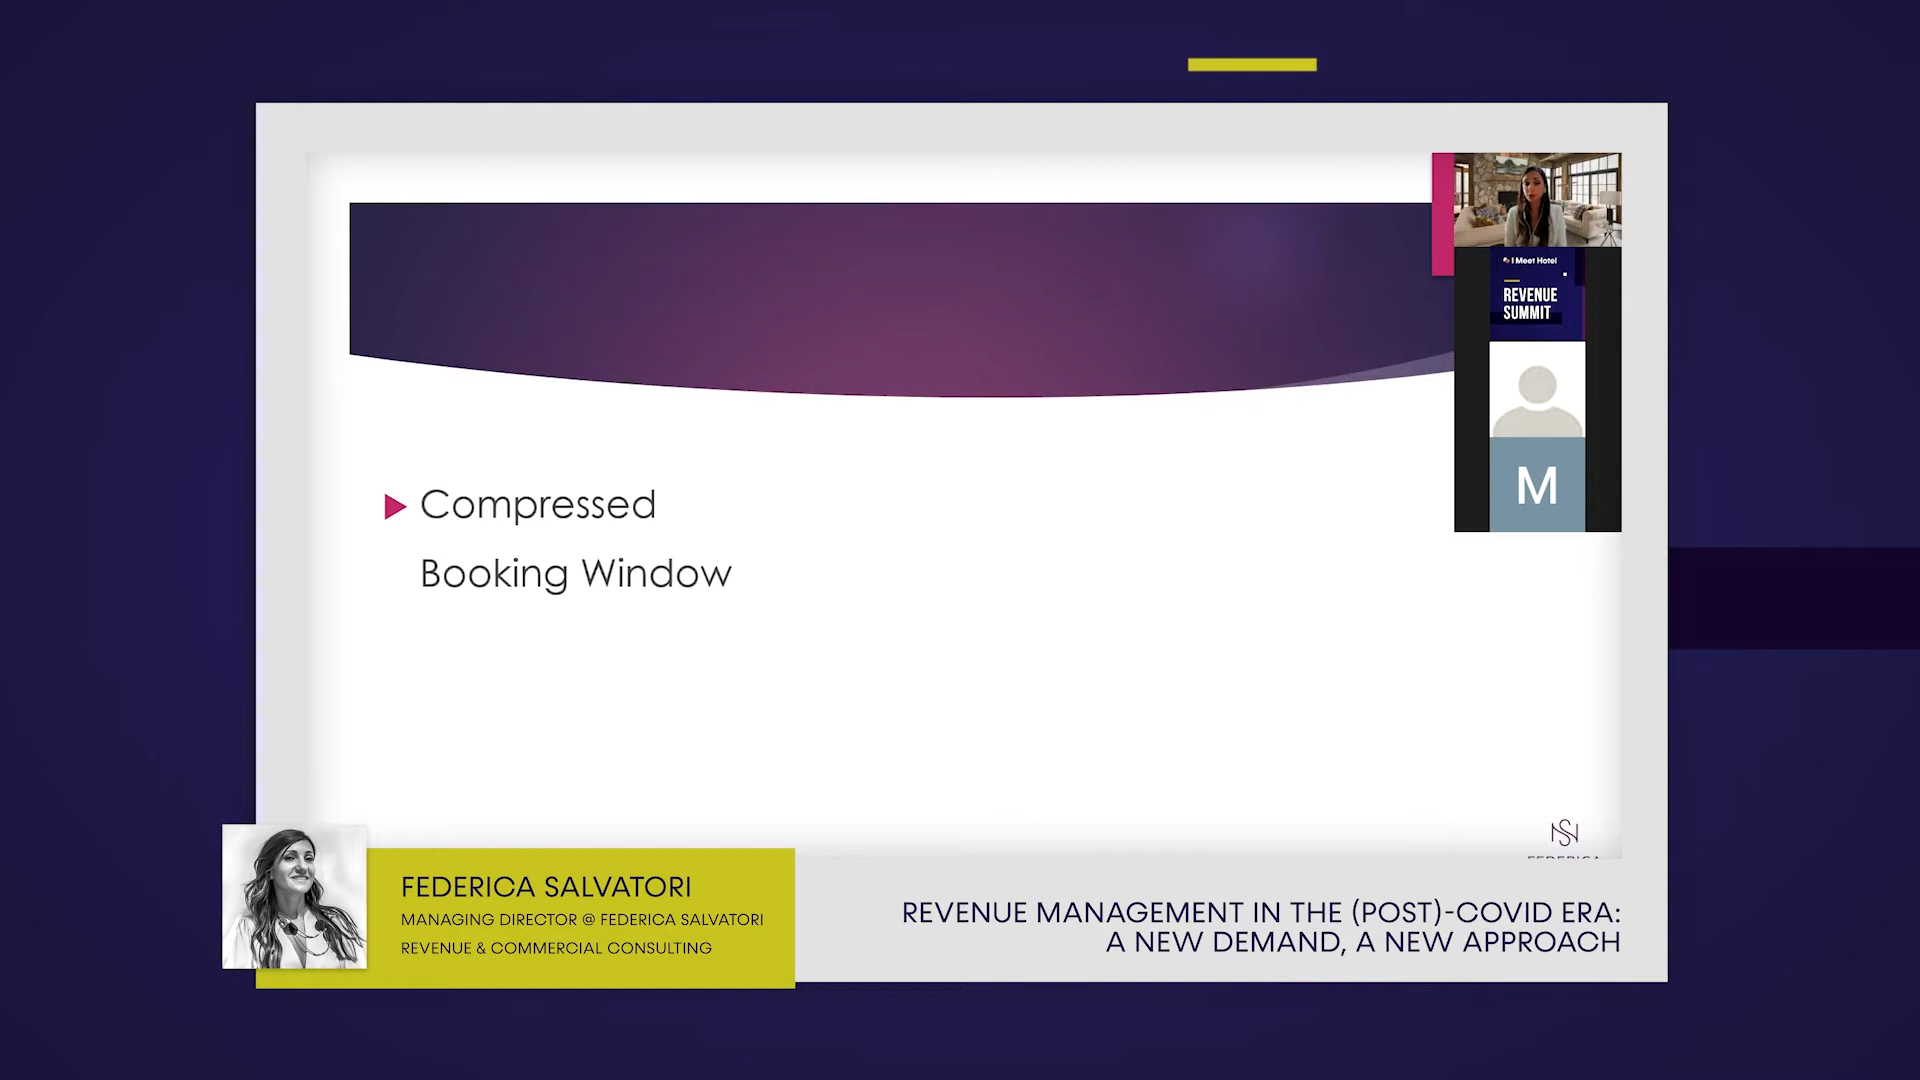 I Meet Hotel
REVENUE
SUMMIT
M
Compressed
Booking Window
FEDERICA SALVATORI
MANAGING DIRECTOR @ FEDERICA SALVATORI
REVENUE & COMMERCIAL CONSULTING
REVENUE MANAGEMENT IN THE (POST)-COVID ERA:
A NEW DEMAND, A NEW APPROACH